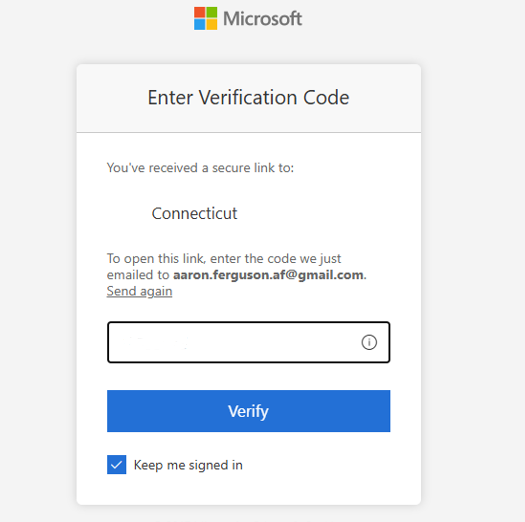 Microsoft
Enter Verification Code
You've received a secure link to:
Connecticut
To open this link, enter the code we just
emailed to aaron.ferguson.af@gmail.com.
Send again
Verify
Keep me signed in